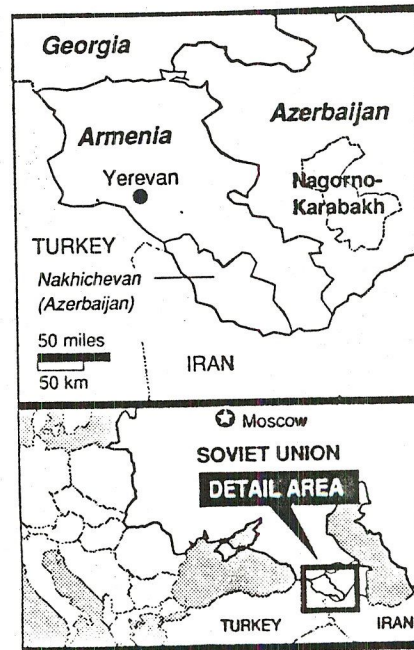 Georgia
Azerbaijan
Armenia
Yerevan
Nagorno-
Karabakh
TURKEY
Nakhichevan
(Azerbaijan)
50 miles
50 km
IRAN
Moscow
SOVIET UNION
DETAIL AREA
TURKEY
IRAN